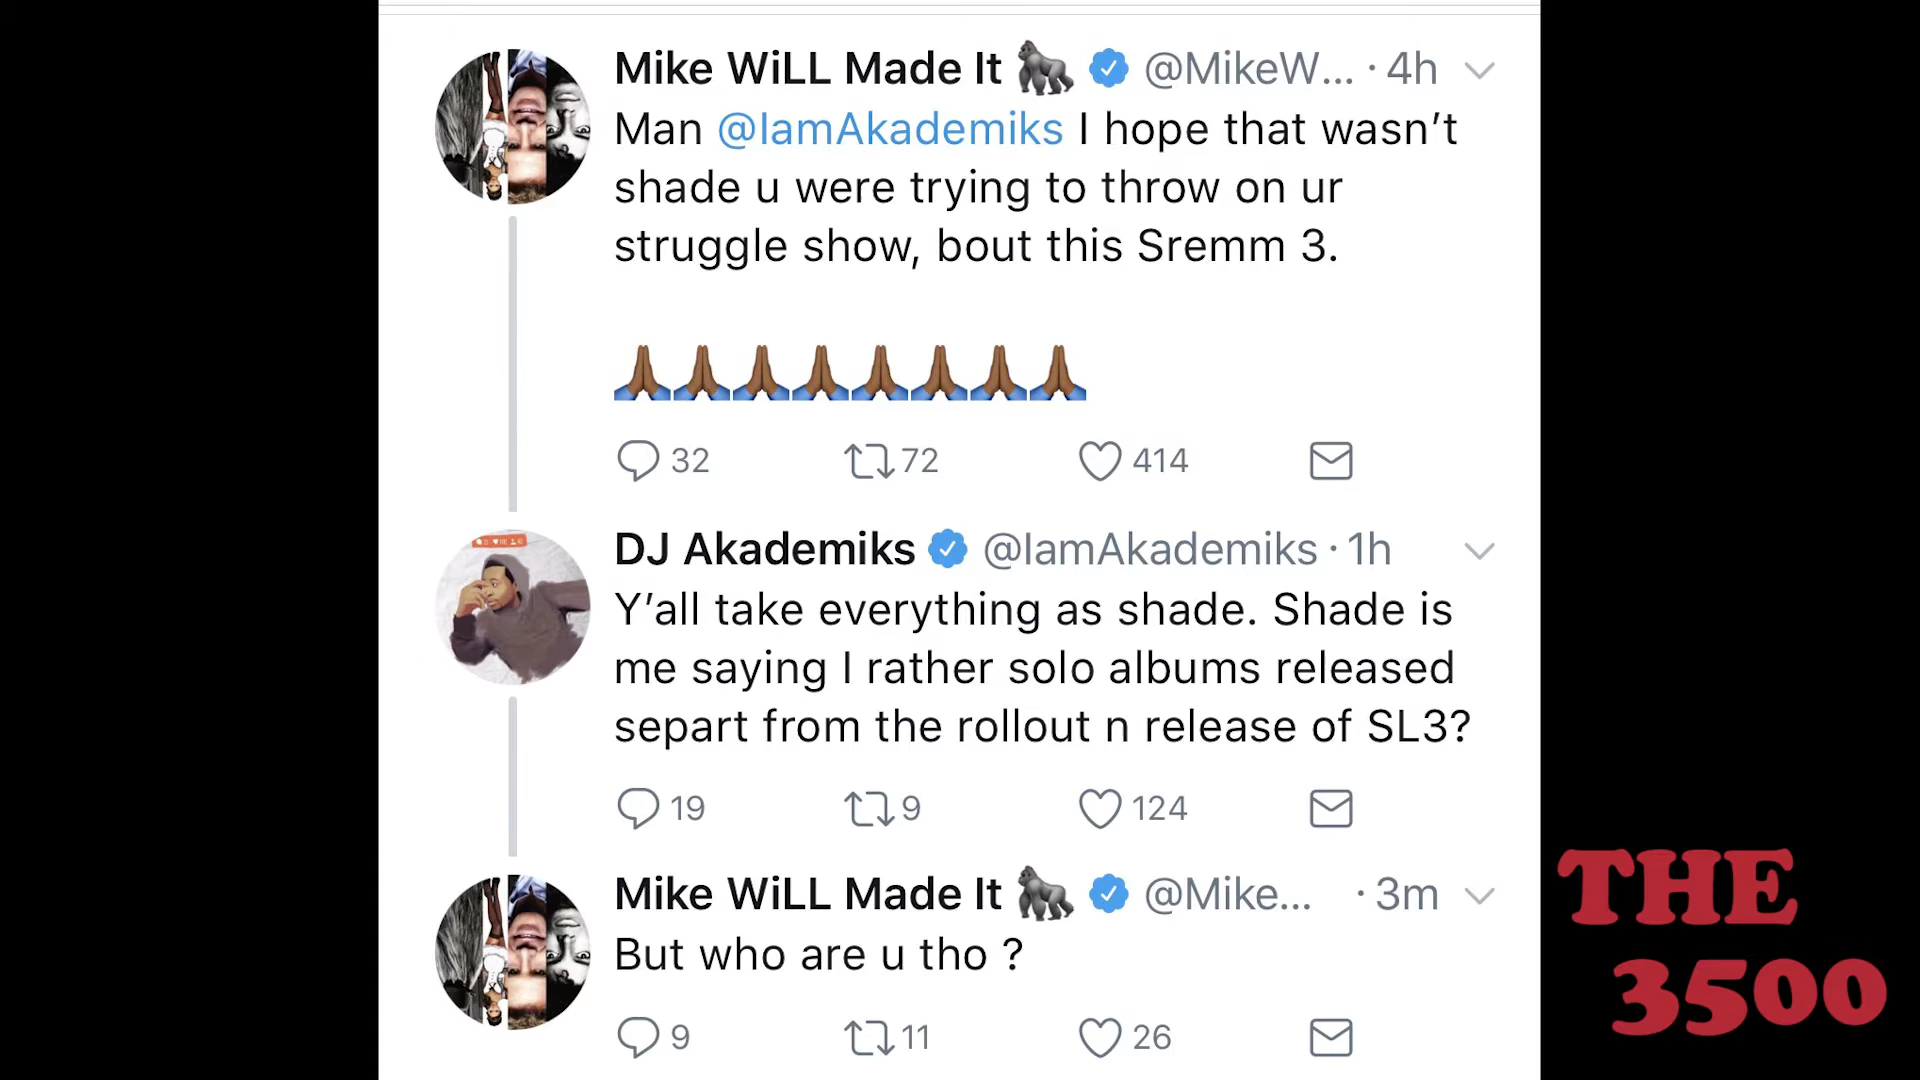 Mike WiLL Made It 🦍 @MikeW... · 4h
Man @IamAkademiks I hope that wasn’t
shade u were trying to throw on ur
struggle show, bout this Sremm 3.
🙏🏾🙏🏾🙏🏾🙏🏾🙏🏾🙏🏾🙏🏾🙏🏾
32 72 414
DJ Akademiks @IamAkademiks · 1h
Y’all take everything as shade. Shade is
me saying I rather solo albums released
separt from the rollout n release of SL3?
19 9 124
Mike WiLL Made It 🦍 @Mike... · 3m
But who are u tho ?
9 11 26
THE
3500